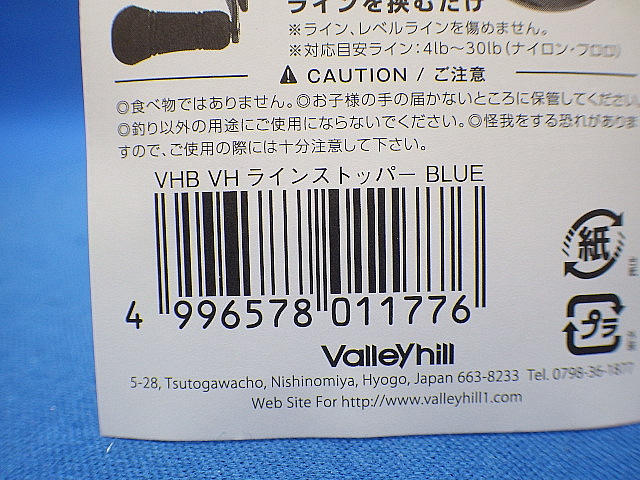 ラインを挟むだけ
※ライン、レベルラインを傷めません。
※対応目安ライン：4lb〜30lb（ナイロン・フロロ）
CAUTION / ご注意
◎食べ物ではありません。◎お子様の手の届かないところに保管してください。
◎釣り以外の用途にご使用にならないでください。◎怪我をする恐れがありま
すので、ご使用の際には十分注意して下さい。
VHB VH ラインストッパー BLUE
4 996578 011776
紙
プラ
Valleyhill
5-28, Tsutogawacho, Nishinomiya, Hyogo, Japan 663-8233 Tel. 0798-36-1877
Web Site For http://www.valleyhill1.com